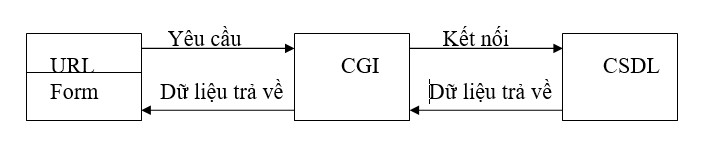 Yêu cầu
Kết nối
URL
CGI
CSDL
Form
Dữ liệu trả về
Dữ liệu trả về